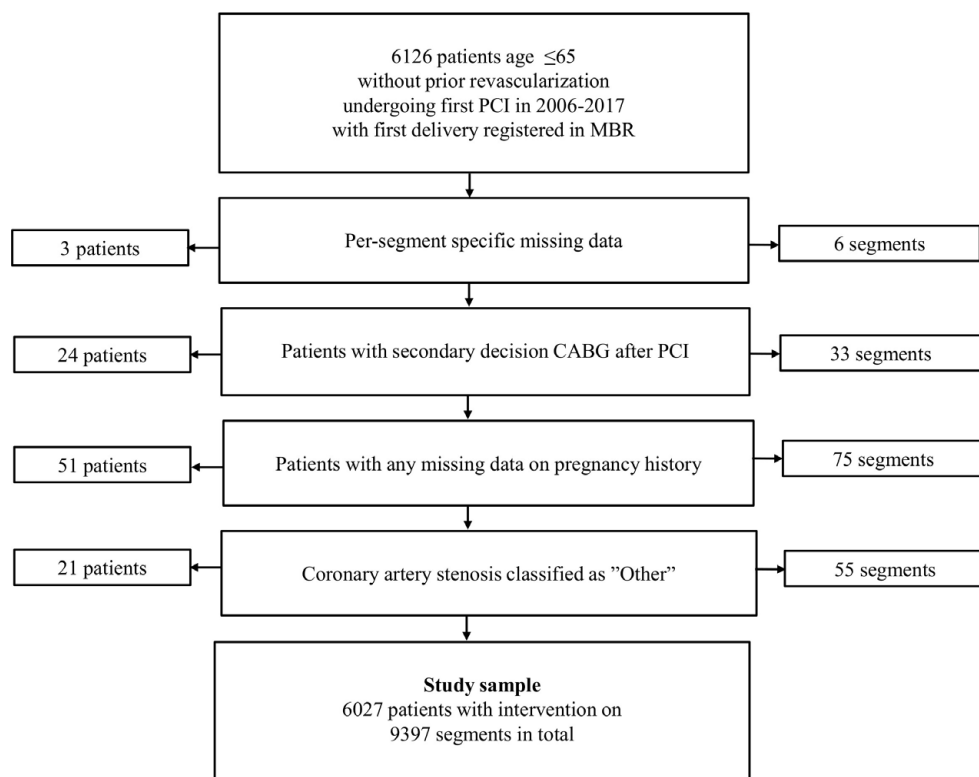 6126 patients age ≤65
without prior revascularization
undergoing first PCI in 2006-2017
with first delivery registered in MBR
3 patients
Per-segment specific missing data
6 segments
24 patients
Patients with secondary decision CABG after PCI
33 segments
51 patients
Patients with any missing data on pregnancy history
75 segments
21 patients
Coronary artery stenosis classified as ”Other”
55 segments
Study sample
6027 patients with intervention on
9397 segments in total